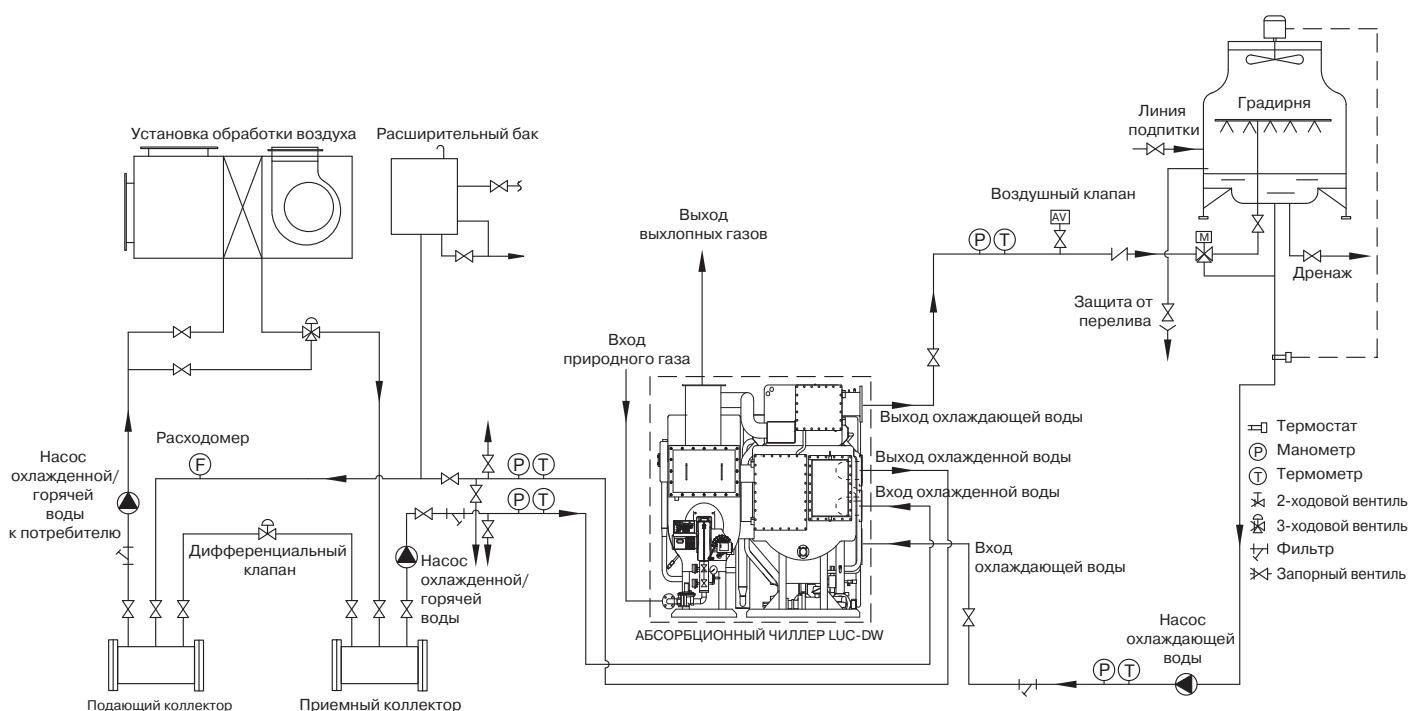 Градирня
Линия
подпитки
Установка обработки воздуха
Расширительный бак
Воздушный клапан
AV
Выход
выхлопных газов
P
T
M
Дренаж
Защита от
перелива
Вход
природного газа
Выход охлаждающей воды
Термостат
Расходомер
P
Манометр
Насос
охлажденной/
горячей
воды
к потребителю
F
P
T
Выход охлажденной воды
T
Термометр
P
T
Вход охлажденной воды
2-ходовой вентиль
3-ходовой вентиль
Дифференциальный
клапан
Насос
охлажденной/
горячей
воды
Вход
охлаждающей воды
Фильтр
Запорный вентиль
АБСОРБЦИОННЫЙ ЧИЛЛЕР LUC-DW
Насос
охлаждающей
воды
P
T
Подающий коллектор
Приемный коллектор